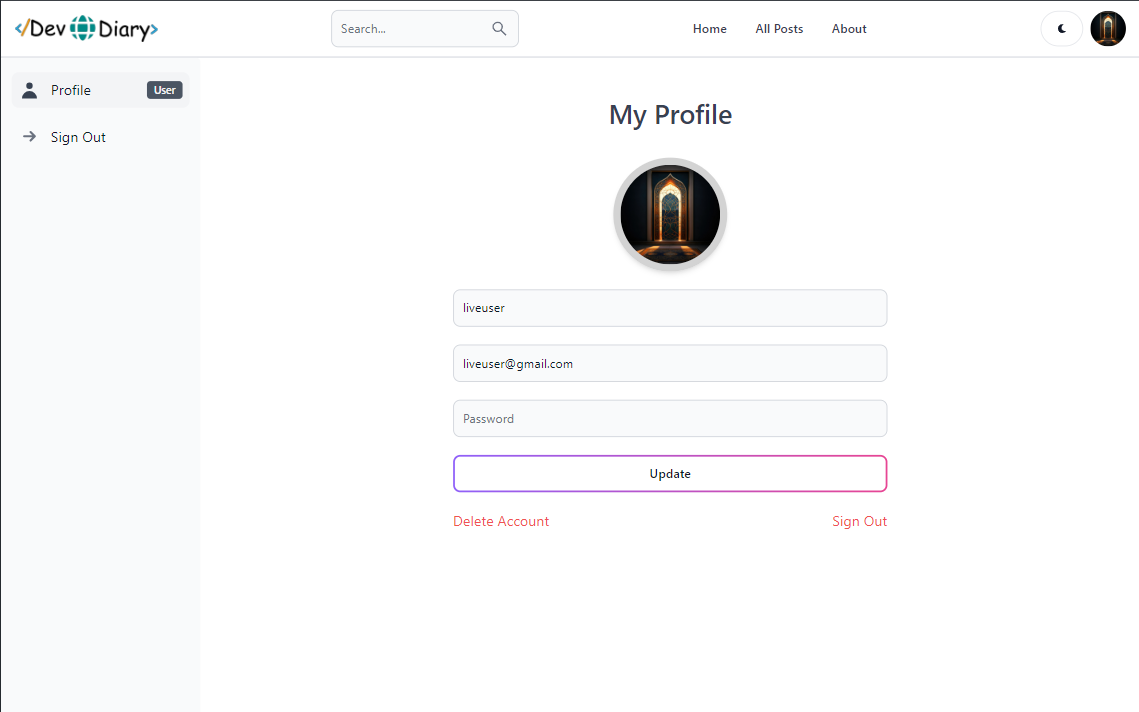 </Dev Diary>
Search...
Home
All Posts
About
Profile
User
Sign Out
My Profile
liveuser
liveuser@gmail.com
Password
Update
Delete Account
Sign Out